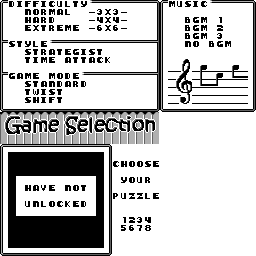 DIFFICULTY
NORMAL -3X3-
HARD -4X4-
EXTREME -6X6-
STYLE
STRATEGIST
TIME ATTACK
GAME MODE
STANDARD
TWIST
SHIFT
MUSIC
BGM 1
BGM 2
BGM 3
NO BGM
Game Selection
HAVE NOT
UNLOCKED
CHOOSE
YOUR
PUZZLE
1234
5678